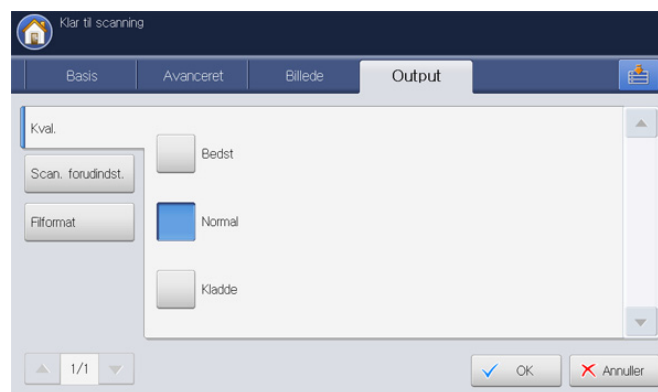 Klar til scanning
Basis
Avanceret
Billede
Output
Kval.
Scan. forudindst.
Filformat
Bedst
Normal
Kladde
1/1
OK
Annuller